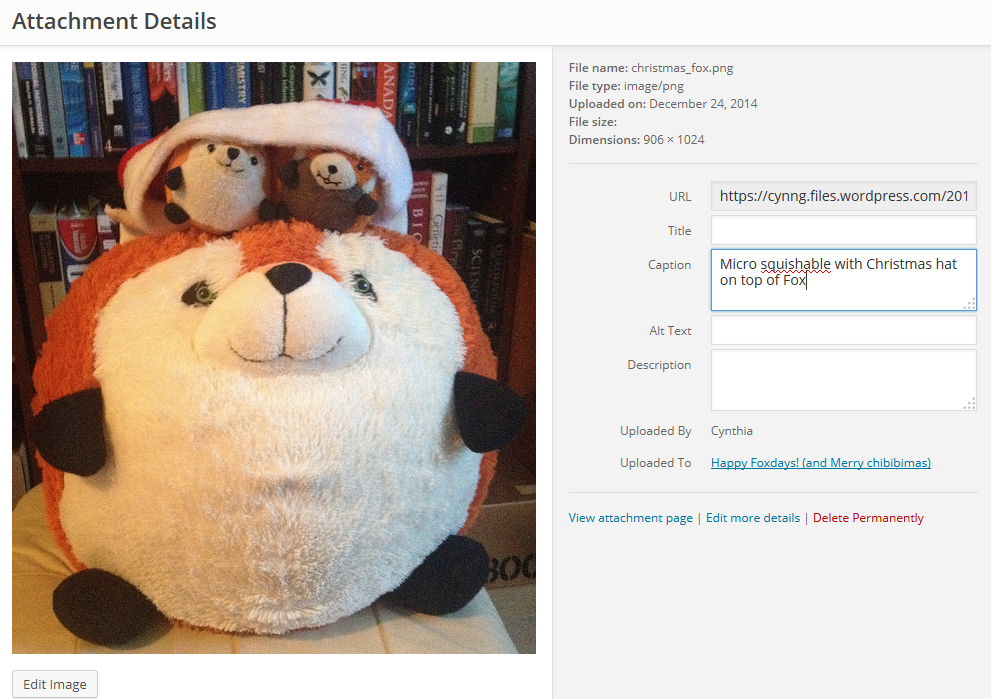 Attachment Details
File name: christmas_fox.png
File type: image/png
Uploaded on: December 24, 2014
File size:
Dimensions: 906 × 1024
URL https://cynng.files.wordpress.com/201
Title
Caption Micro squishable with Christmas hat
on top of Fox
Alt Text
Description
Uploaded By Cynthia
Uploaded To Happy Foxdays! (and Merry chibibimas)
View attachment page | Edit more details | Delete Permanently
CANADA
BOO
Edit Image